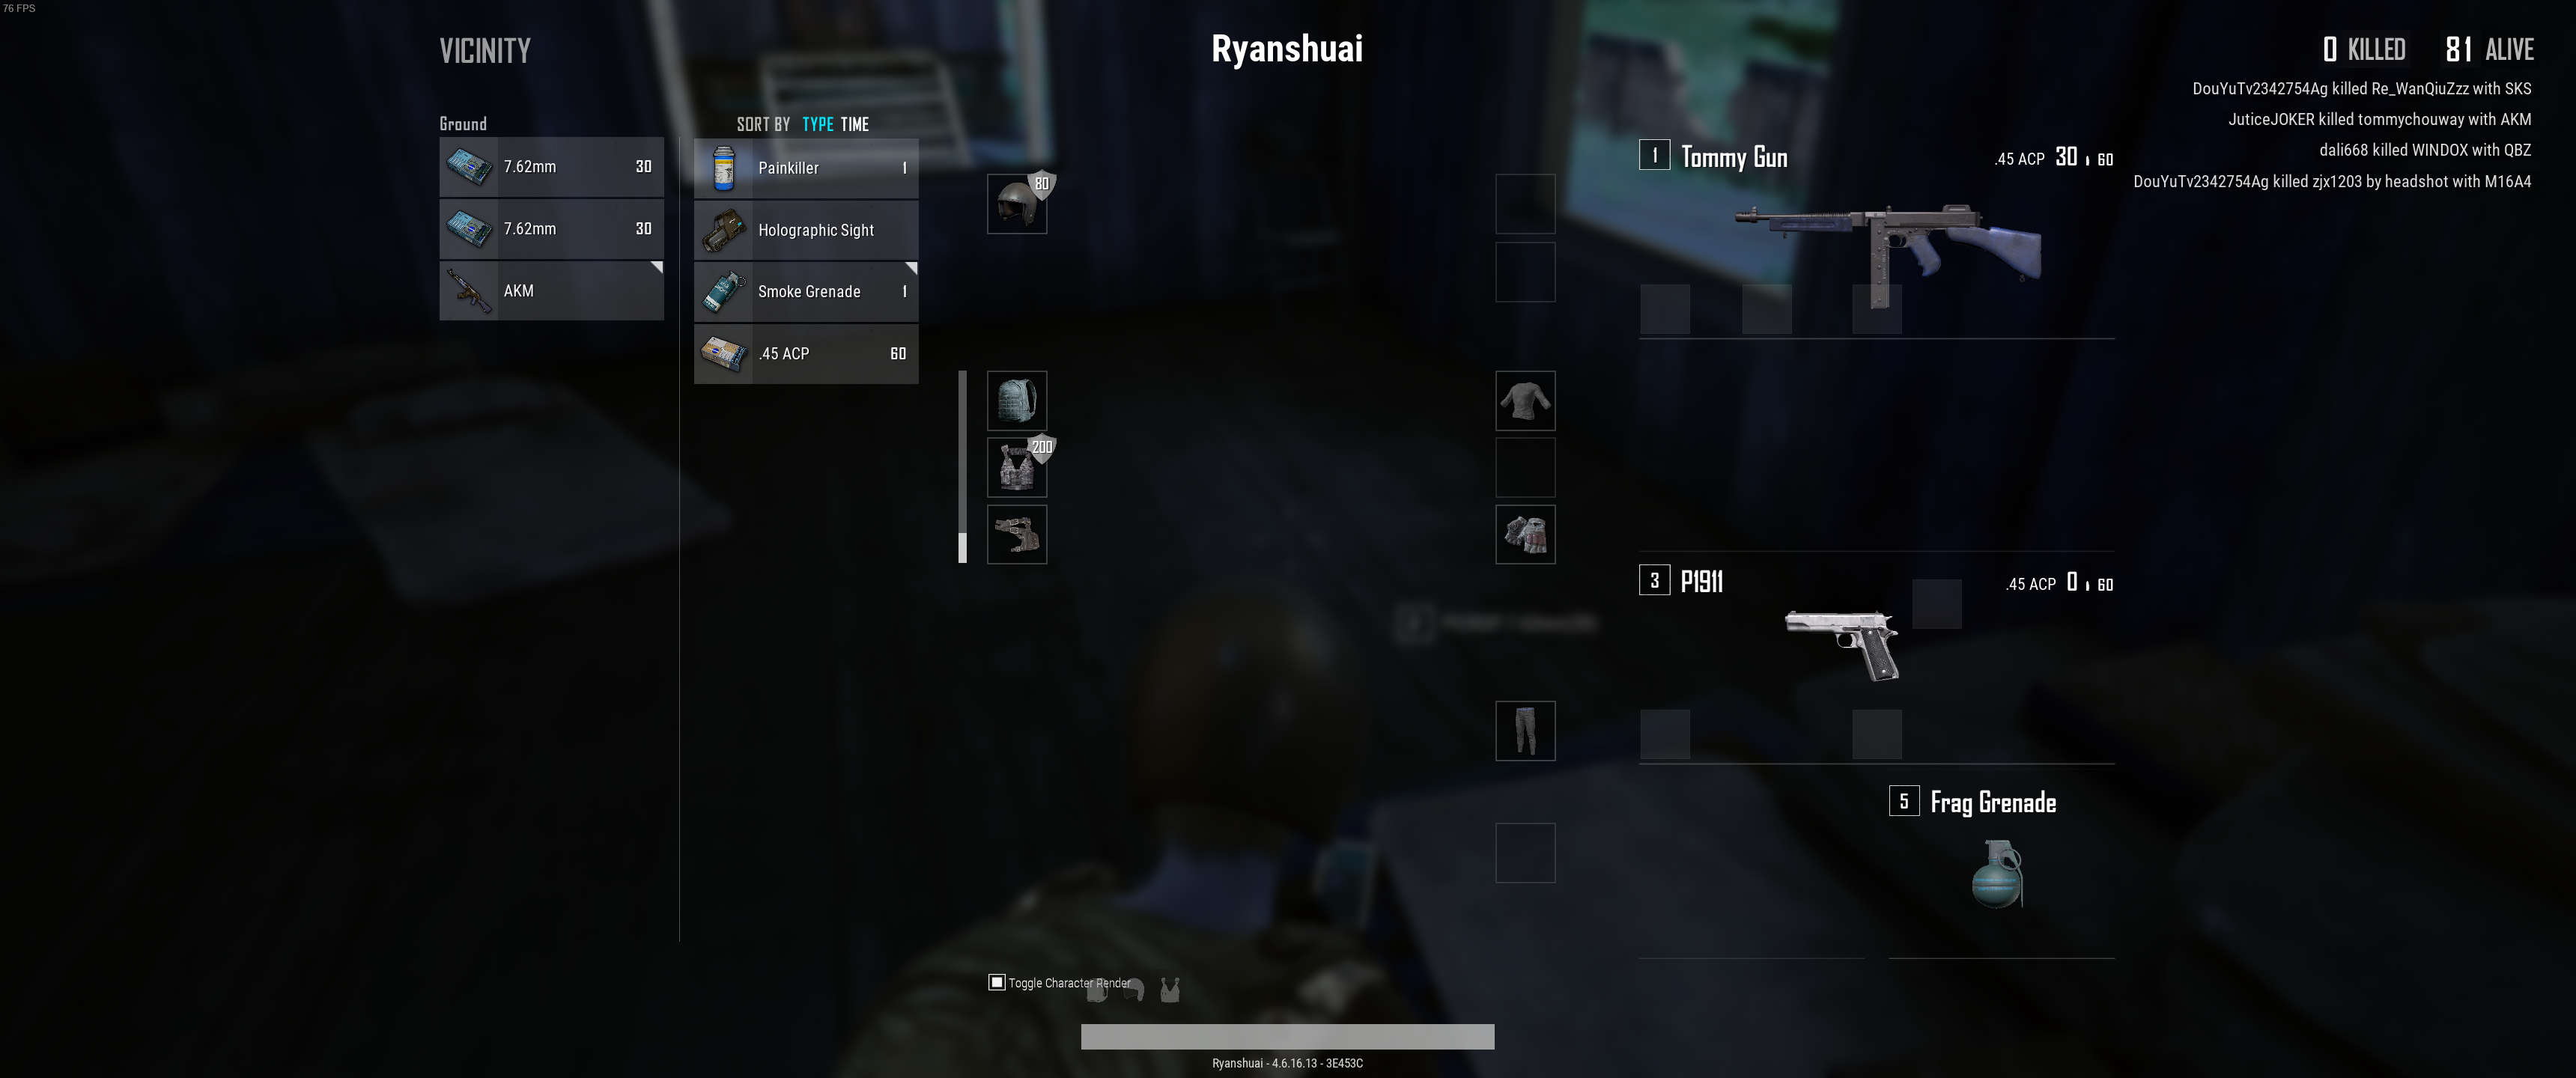 76 FPS
VICINITY
Ryanshuai
0 KILLED 81 ALIVE
DouYuTv2342754Ag killed Re_WanQiuZzz with SKS
JuticeJOKER killed tommychouway with AKM
dali668 killed WINDOX with QBZ
DouYuTv2342754Ag killed zjx1203 by headshot with M16A4
Ground
7.62mm 30
7.62mm 30
AKM
SORT BY TYPE TIME
Painkiller 1
Holographic Sight
Smoke Grenade 1
.45 ACP 60
80
200
1 Tommy Gun .45 ACP 30 60
3 P1911 .45 ACP 0 60
5 Frag Grenade
Toggle Character Render
Ryanshuai - 4.6.16.13 - 3E453C